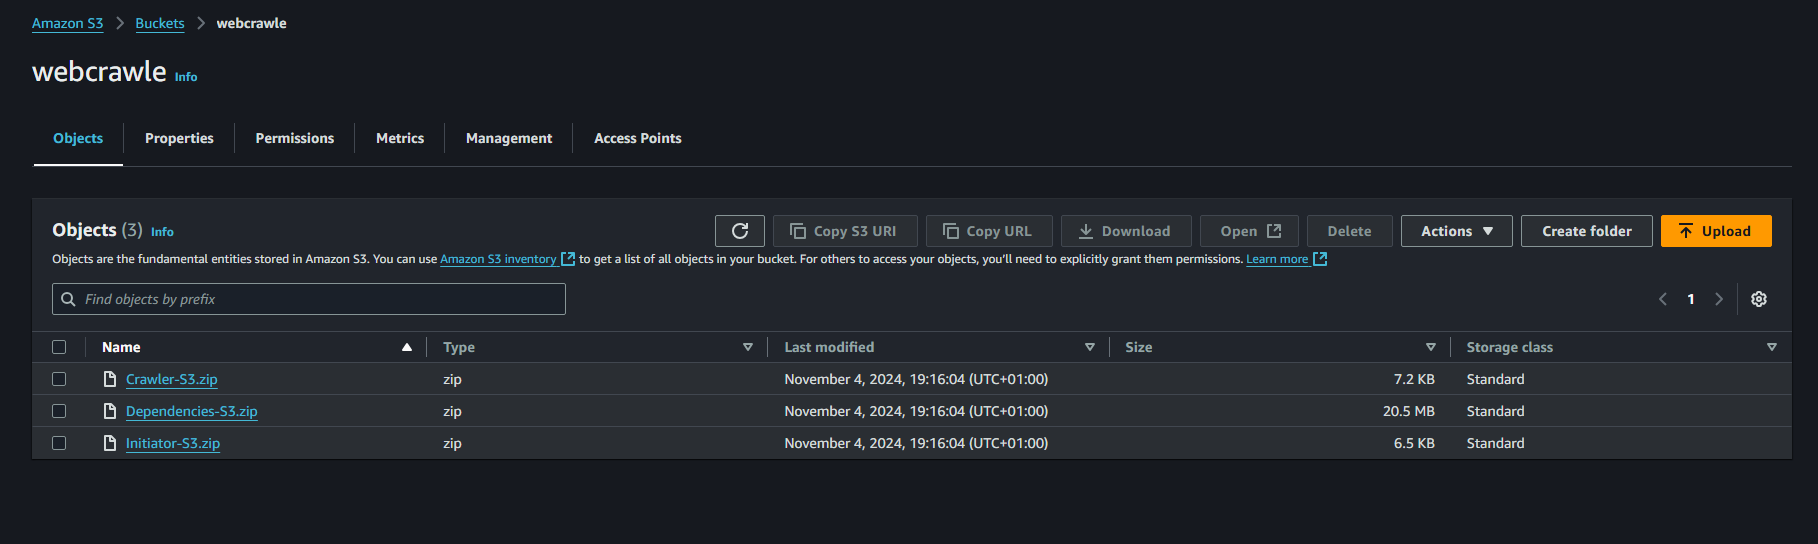 Amazon S3 > Buckets > webcrawle
webcrawle Info
Objects Properties Permissions Metrics Management Access Points
Objects (3) Info Copy S3 URI Copy URL Download Open Delete Actions Create folder Upload
Objects are the fundamental entities stored in Amazon S3. You can use Amazon S3 inventory to get a list of all objects in your bucket. For others to access your objects, you'll need to explicitly grant them permissions. Learn more
Find objects by prefix 1
Name Type Last modified Size Storage class
Crawler-S3.zip zip November 4, 2024, 19:16:04 (UTC+01:00) 7.2 KB Standard
Dependencies-S3.zip zip November 4, 2024, 19:16:04 (UTC+01:00) 20.5 MB Standard
Initiator-S3.zip zip November 4, 2024, 19:16:04 (UTC+01:00) 6.5 KB Standard